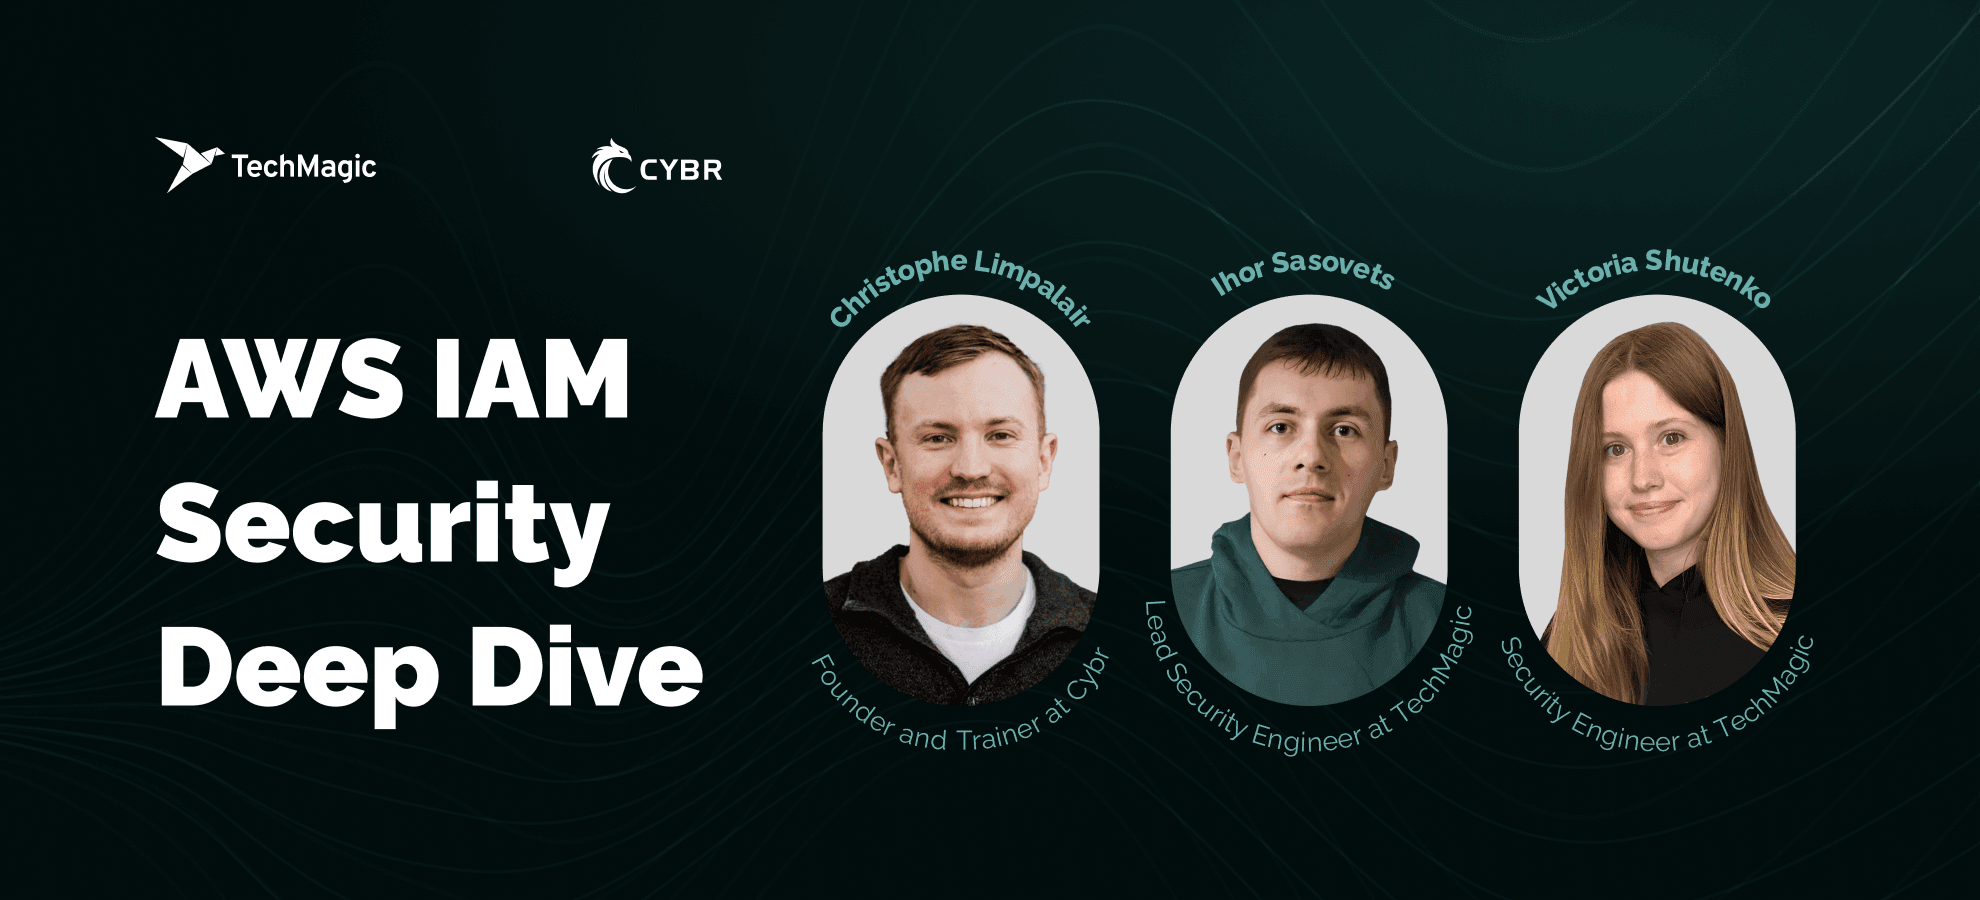 TechMagic
CYBR
AWS IAM
Security
Deep Dive
Christophe Limpalair
Founder and Trainer at Cybr
Ihor Sasovets
Lead Security Engineer at TechMagic
Victoria Shutenko
Security Engineer at TechMagic